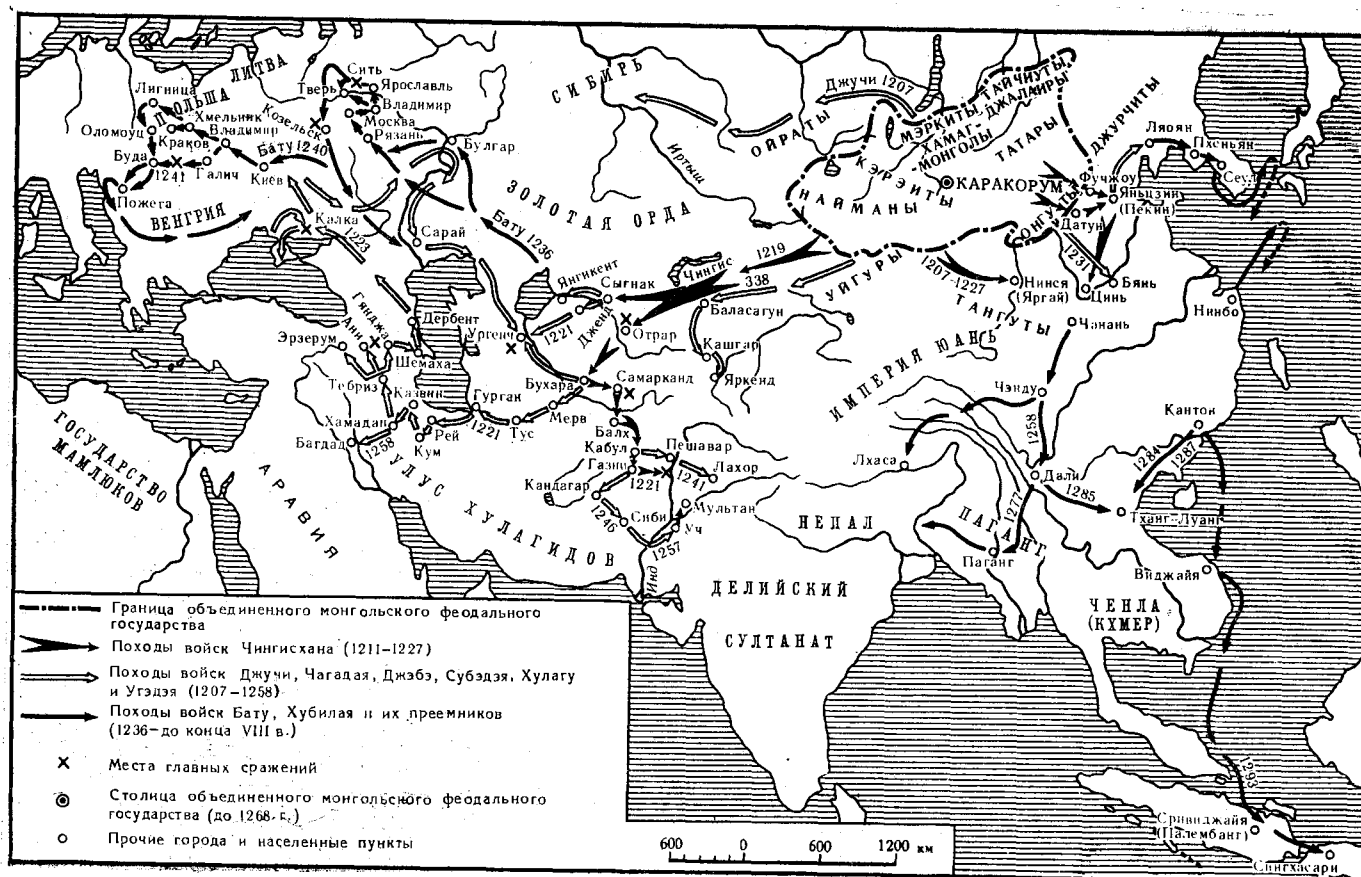 ЛИТВА
ПОЛЬША
Лигница
Оломоуц
Хмельник
Владимир
Краков
Буда
1241
Галич
Пожега
ВЕНГРИЯ
Бату 1240
Киев
Козельск
Сить
Тверь
Ярославль
Владимир
Москва
Рязань
Булгар
Калка
1223
Сарай
СИБИРЬ
Иртыш
ЗОЛОТАЯ ОРДА
Бату 1236
Джучи 1207
ОЙРАТЫ
МЭРКИТЫ, ТАЙЧИУТЫ,
ХАМАГ-ДЖАЛАИРЫ
МОНГОЛЫ
ТАТАРЫ
КЭРЭИТЫ
НАЙМАНЫ
КАРАКОРУМ
ДЖУРЧИТЫ
ОНГУАТЫ
Ляоян
Пхеньян
Сеул
Фучжоу
Яньцзин
(Пекин)
Датун
1231
Бянь
Цинь
Нинся
(Яргай)
1207-1227
ТАНГУТЫ
УЙГУРЫ
Чанань
Нинбо
1219
338
Чингис
Янгикент
Сыгнак
1221
Дженд
Отрар
Баласагун
Кашгар
Яркенд
Ургенч
Бухара
Самарканд
Мерв
Балх
Гянджа
Ани
Дербент
Шемаха
Эрзерум
Тебриз
Казвин
Хамадан
Багдад
1258
Кум
Рей
Гурган
1221
Тус
Кабул
Газни
1221
Пешавар
1241
Лахор
Кандагар
1246
Сиби
1257
Уч
Мультан
Инд
УЛУС ХУЛАГИДОВ
ГОСУДАРСТВО
МАМЛЮКОВ
АРАВИЯ
ИМПЕРИЯ ЮАНЬ
Чэнду
1258
Лхаса
Дали
1285
1277
Кантон
1284
1287
Тханг-Луанг
НЕПАЛ
ПАГАНГ
Паганг
Виджайя
ЧЕНЛА
(КХМЕР)
ДЕЛИЙСКИЙ
СУЛТАНАТ
1293
Сривиджайя
(Палембанг)
Сингхасари
Граница объединенного монгольского феодального
государства
Походы войск Чингисхана (1211-1227)
Походы войск Джучи, Чагадая, Джэбэ, Субэдэя, Хулагу
и Угэдэя (1207-1258)
Походы войск Бату, Хубилая и их преемников
(1236-до конца VIII в.)
Места главных сражений
Столица объединенного монгольского феодального
государства (до 1268 г.)
Прочие города и населенные пункты
600 0 600 1200 км